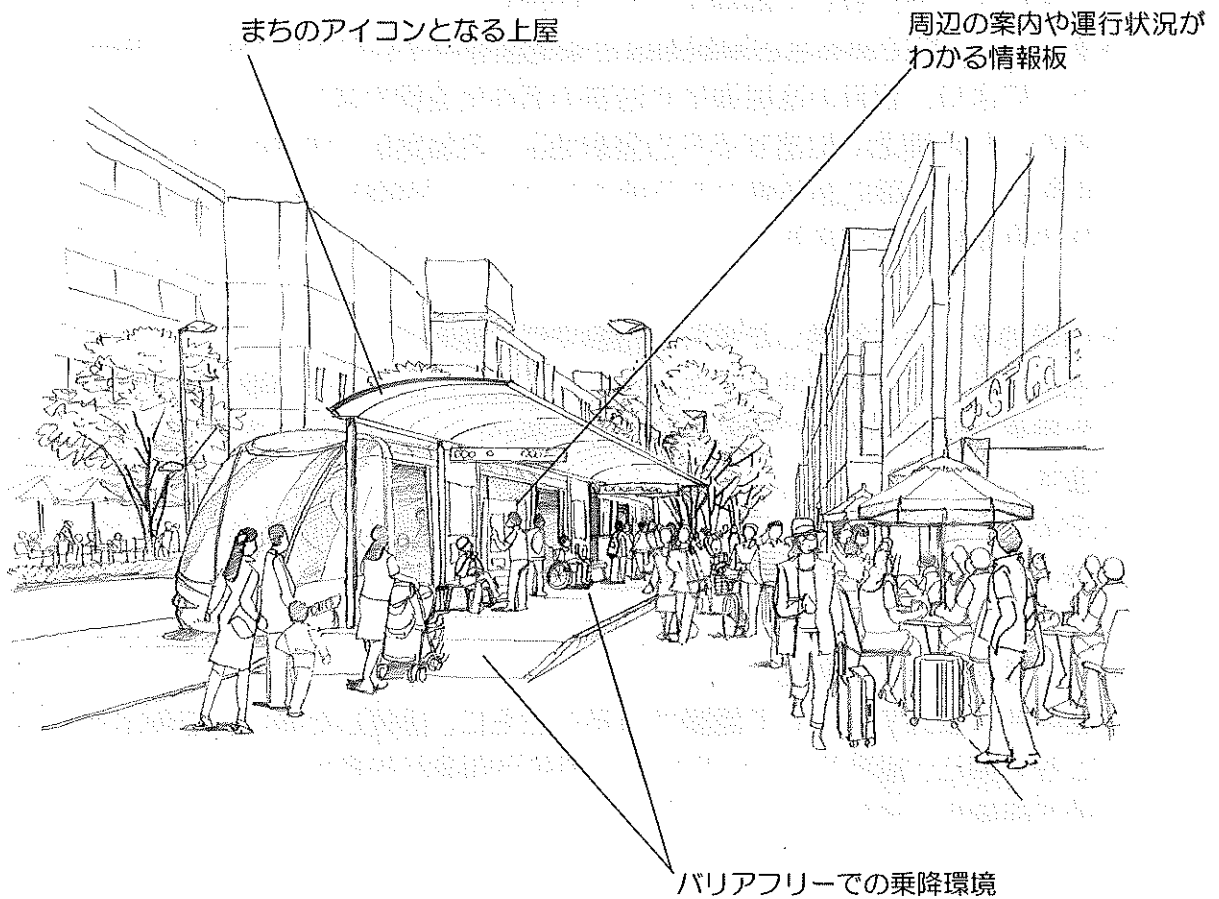 まちのアイコンとなる上屋
周辺の案内や運行状況が
わかる情報板
バリアフリーでの乗降環境